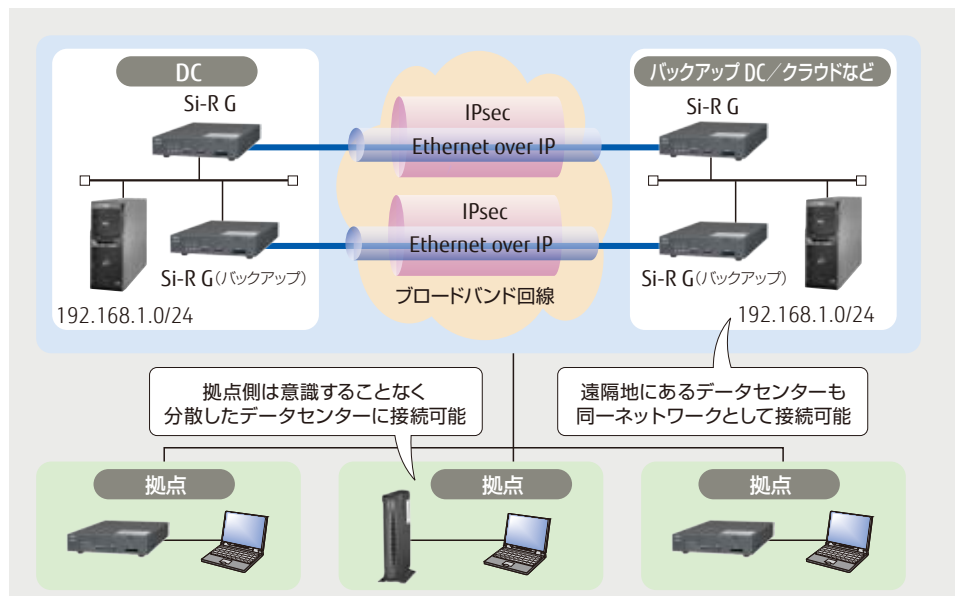 DC
バックアップ DC／クラウドなど
Si-R G
IPsec
Si-R G
Ethernet over IP
IPsec
Ethernet over IP
Si-R G（バックアップ）
Si-R G（バックアップ）
ブロードバンド回線
192.168.1.0/24
192.168.1.0/24
拠点側は意識することなく
分散したデータセンターに接続可能
遠隔地にあるデータセンターも
同一ネットワークとして接続可能
拠点
拠点
拠点